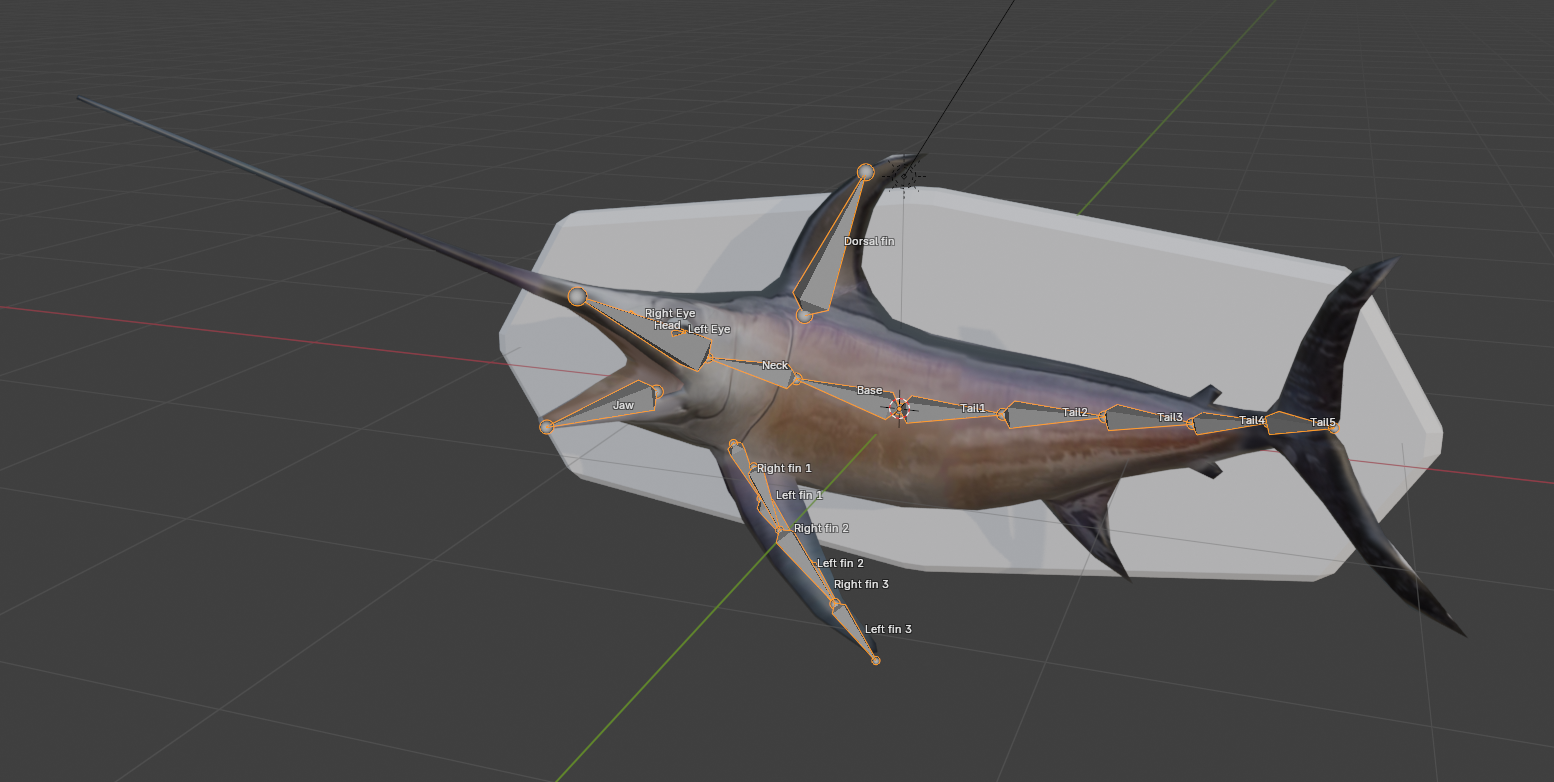 Dorsal fin
Right Eye
Head
Left Eye
Neck
Base
Jaw
Tail1
Tail2
Tail3
Tail4
Tail5
Right fin 1
Left fin 1
Right fin 2
Left fin 2
Right fin 3
Left fin 3